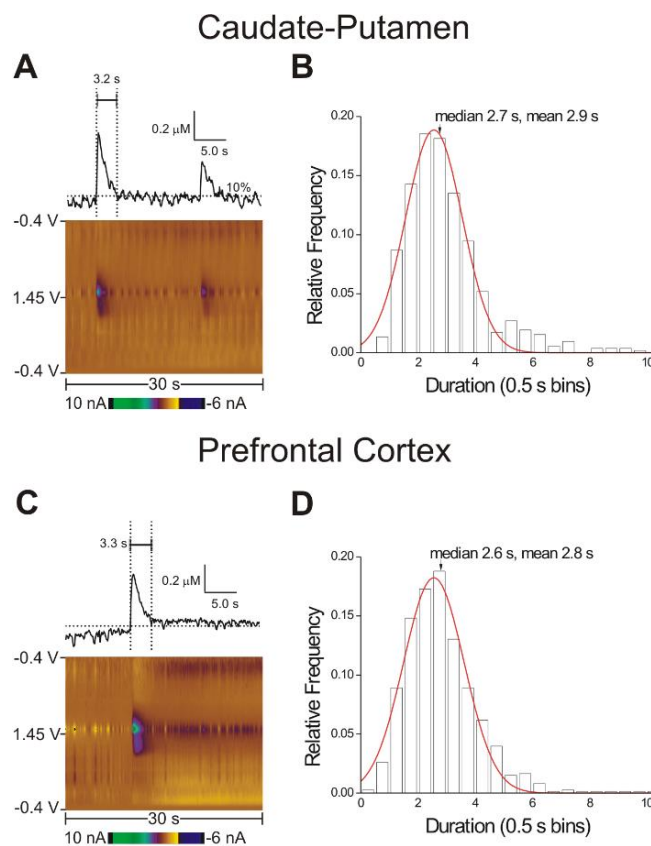 Caudate-Putamen
A
3.2 s
0.2 µM
5.0 s
10%
-0.4 V
1.45 V
-0.4 V
30 s
10 nA -6 nA
B
median 2.7 s, mean 2.9 s
0.20
0.15
0.10
0.05
0.00
Relative Frequency
0 2 4 6 8 10
Duration (0.5 s bins)
Prefrontal Cortex
C
3.3 s
0.2 µM
5.0 s
-0.4 V
1.45 V
-0.4 V
30 s
10 nA -6 nA
D
median 2.6 s, mean 2.8 s
0.20
0.15
0.10
0.05
0.00
Relative Frequency
0 2 4 6 8 10
Duration (0.5 s bins)